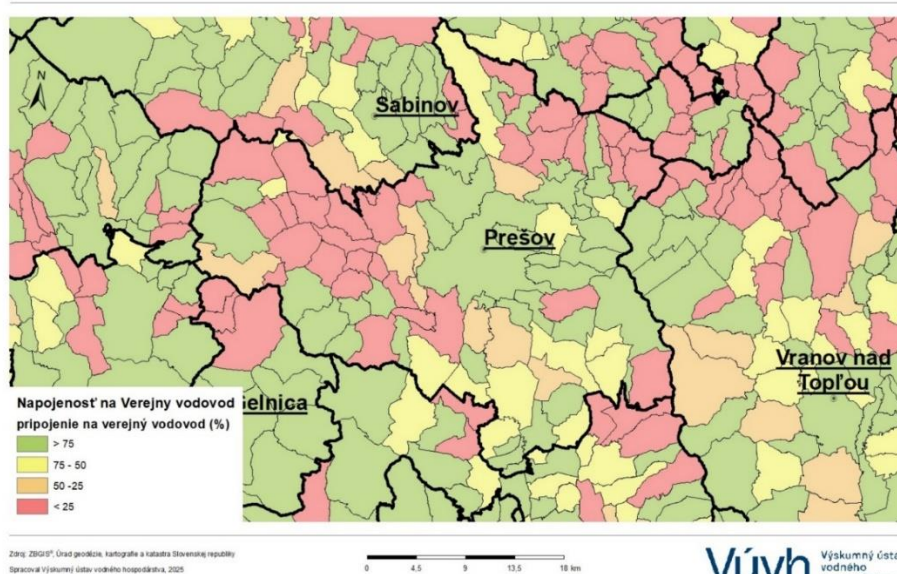 N
Sabinov
Prešov
Vranov nad
Topľou
Gelnica
Napojenosť na Verejny vodovod
pripojenie na verejný vodovod (%)
> 75
75 - 50
50 -25
< 25
Zdroj: ZBGIS®, Úrad geodézie, kartografie a katastra Slovenskej republiky
Spracoval Výskumný ústav vodného hospodárstva, 2025
0 4,5 9 13,5 18 km
Vúvh
Výskumný ústa
vodného